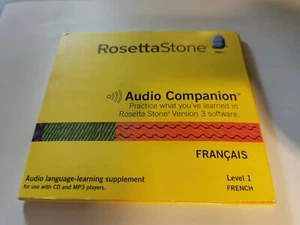 RosettaStone®
Audio Companion™
Practice what you've learned in
Rosetta Stone® Version 3 software.
FRANÇAIS
Audio language-learning supplement
for use with CD and MP3 players.
Level 1
FRENCH